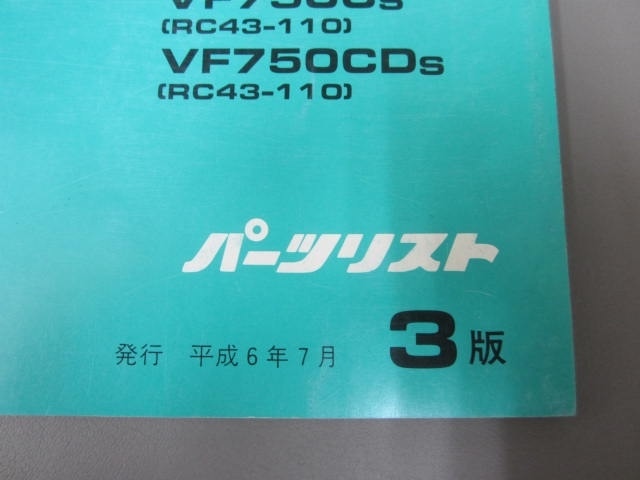 VF750Cs
(RC43-110)
VF750CDs
(RC43-110)
パーツリスト
発行 平成6年7月 3版